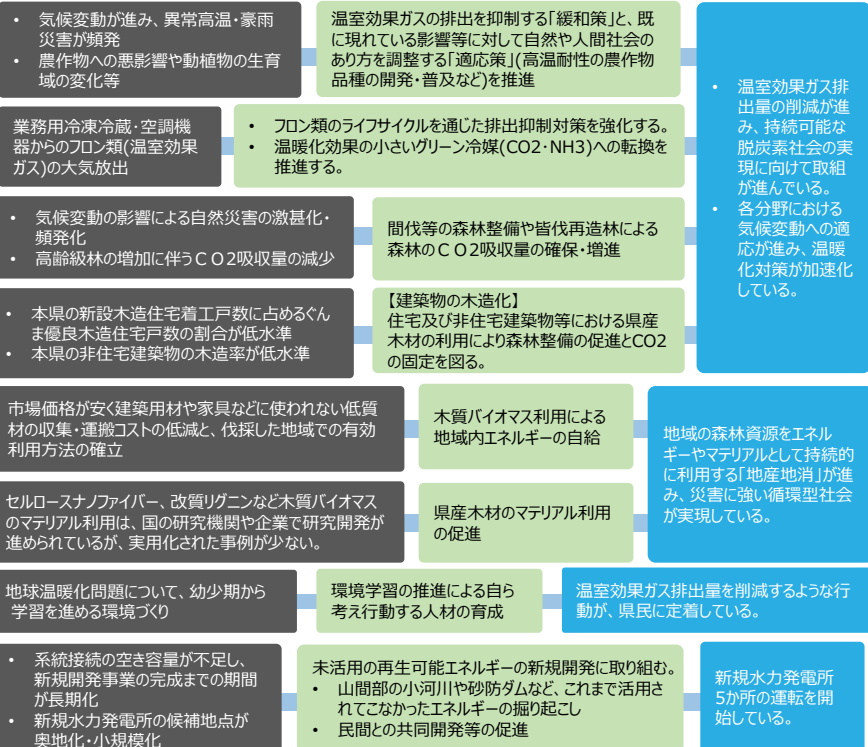 • 気候変動が進み、異常高温・豪雨
災害が頻発
• 農作物への悪影響や動植物の生育
域の変化等
温室効果ガスの排出を抑制する「緩和策」と、既
に現れている影響等に対して自然や人間社会の
あり方を調整する「適応策」(高温耐性の農作物
品種の開発・普及など)を推進
業務用冷凍冷蔵・空調機
器からのフロン類(温室効果
ガス)の大気放出
• フロン類のライフサイクルを通じた排出抑制対策を強化する。
• 温暖化効果の小さいグリーン冷媒(CO2・NH3)への転換を
推進する。
• 気候変動の影響による自然災害の激甚化・
頻発化
• 高齢級林の増加に伴うCO2吸収量の減少
間伐等の森林整備や皆伐再造林による
森林のCO2吸収量の確保・増進
• 本県の新設木造住宅着工戸数に占めるぐん
ま優良木造住宅戸数の割合が低水準
• 本県の非住宅建築物の木造率が低水準
【建築物の木造化】
住宅及び非住宅建築物等における県産
木材の利用により森林整備の促進とCO2
の固定を図る。
• 温室効果ガス排
出量の削減が進
み、持続可能な
脱炭素社会の実
現に向けて取組
が進んでいる。
• 各分野における
気候変動への適
応が進み、温暖
化対策が加速化
している。
市場価格が安く建築用材や家具などに使われない低質
材の収集・運搬コストの低減と、伐採した地域での有効
利用方法の確立
木質バイオマス利用による
地域内エネルギーの自給
セルロースナノファイバー、改質リグニンなど木質バイオマス
のマテリアル利用は、国の研究機関や企業で研究開発が
進められているが、実用化された事例が少ない。
県産木材のマテリアル利用
の促進
地域の森林資源をエネル
ギーやマテリアルとして持続的
に利用する「地産地消」が進
み、災害に強い循環型社会
が実現している。
地球温暖化問題について、幼少期から
学習を進める環境づくり
環境学習の推進による自ら
考え行動する人材の育成
温室効果ガス排出量を削減するような行
動が、県民に定着している。
• 系統接続の空き容量が不足し、
新規開発事業の完成までの期間
が長期化
• 新規水力発電所の候補地点が
奥地化・小規模化
未活用の再生可能エネルギーの新規開発に取り組む。
• 山間部の小河川や砂防ダムなど、これまで活用さ
れてこなかったエネルギーの掘り起こし
• 民間との共同開発等の促進
新規水力発電所
5か所の運転を開
始している。